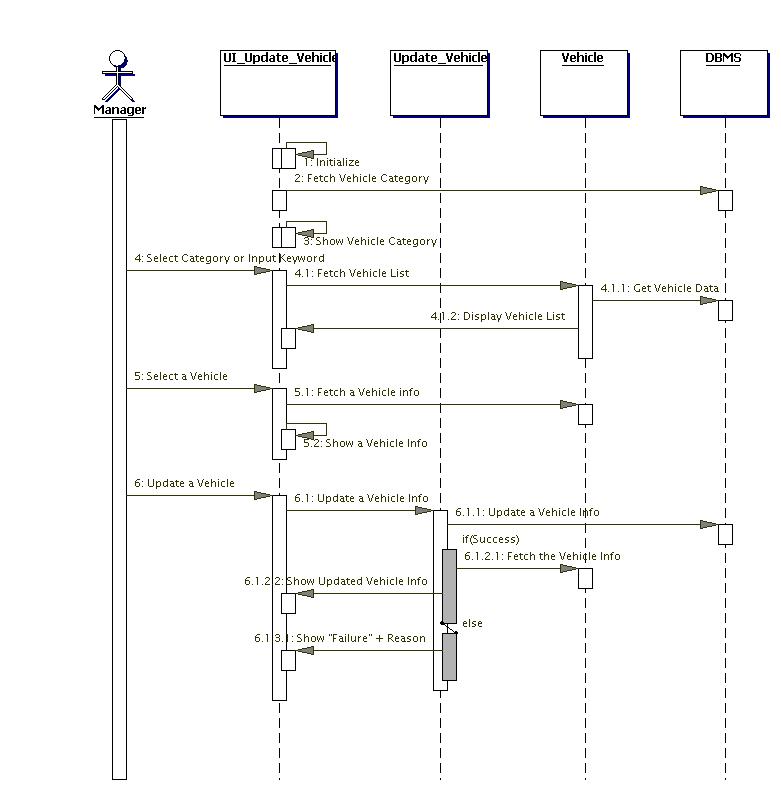 Manager
UI_Update_Vehicle
Update_Vehicle
Vehicle
DBMS
1: Initialize
2: Fetch Vehicle Category
3: Show Vehicle Category
4: Select Category or Input Keyword
4.1: Fetch Vehicle List
4.1.1: Get Vehicle Data
4.1.2: Display Vehicle List
5: Select a Vehicle
5.1: Fetch a Vehicle info
5.2: Show a Vehicle Info
6: Update a Vehicle
6.1: Update a Vehicle Info
6.1.1: Update a Vehicle Info
if(Success)
6.1.2.1: Fetch the Vehicle Info
6.1.2.2: Show Updated Vehicle Info
else
6.1.3.1: Show "Failure" + Reason